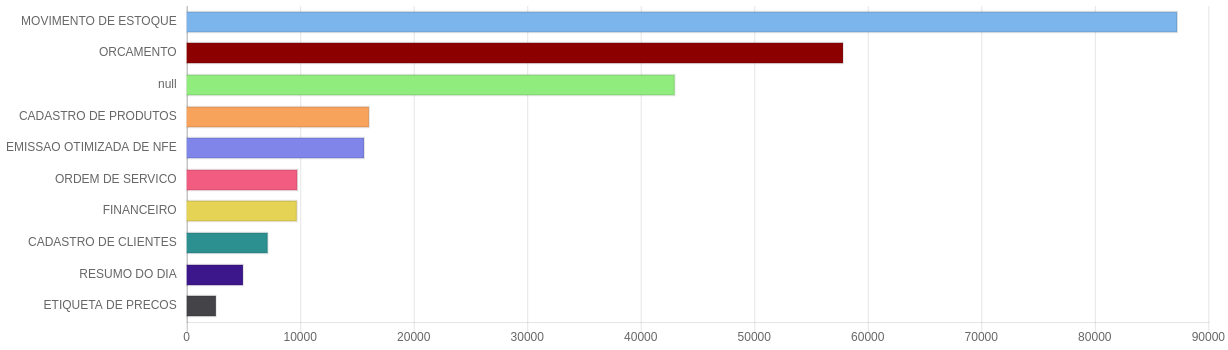 MOVIMENTO DE ESTOQUE
ORCAMENTO
null
CADASTRO DE PRODUTOS
EMISSAO OTIMIZADA DE NFE
ORDEM DE SERVICO
FINANCEIRO
CADASTRO DE CLIENTES
RESUMO DO DIA
ETIQUETA DE PRECOS
0 10000 20000 30000 40000 50000 60000 70000 80000 90000